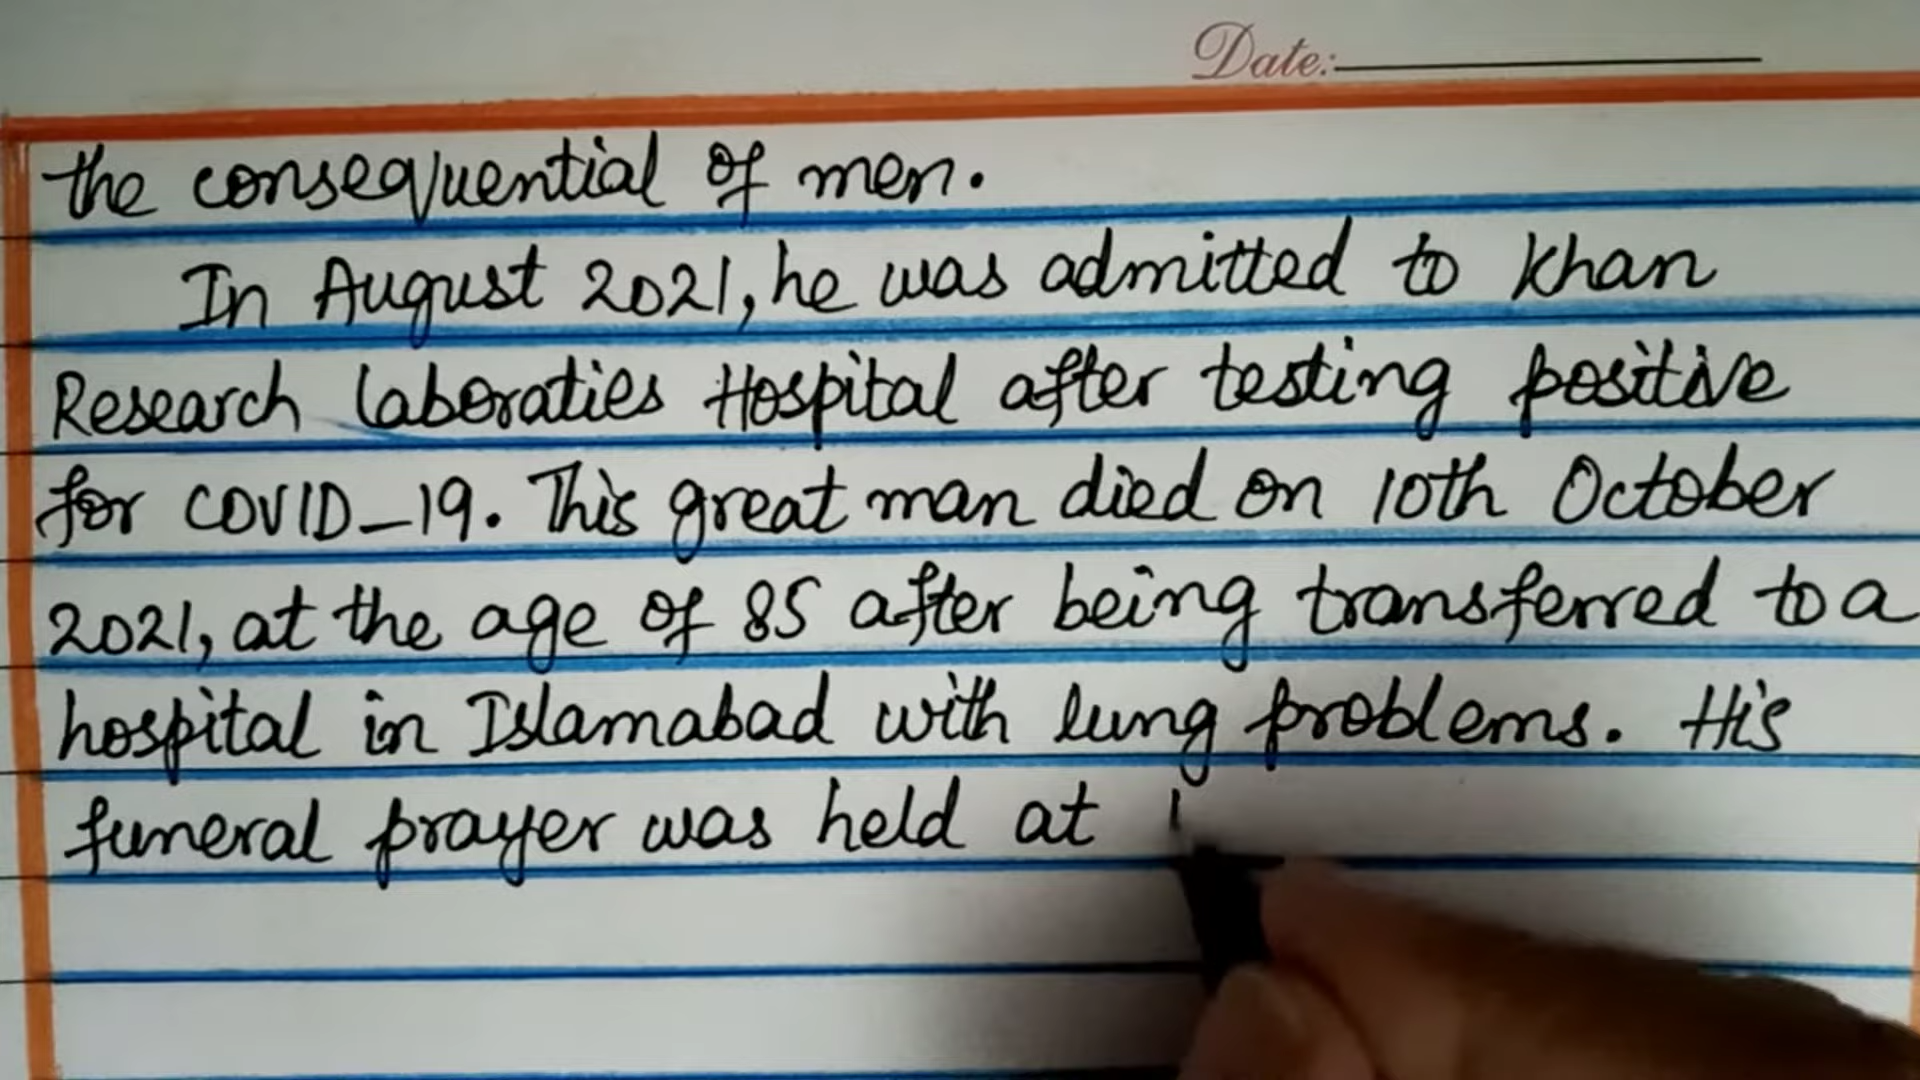 Date:
the consequential of men.
In August 2021, he was admitted to Khan
Research laboraties Hospital after testing positive
for COVID_19. This great man died on 10th October
2021, at the age of 85 after being transferred to a
hospital in Islamabad with lung problems. His
funeral prayer was held at